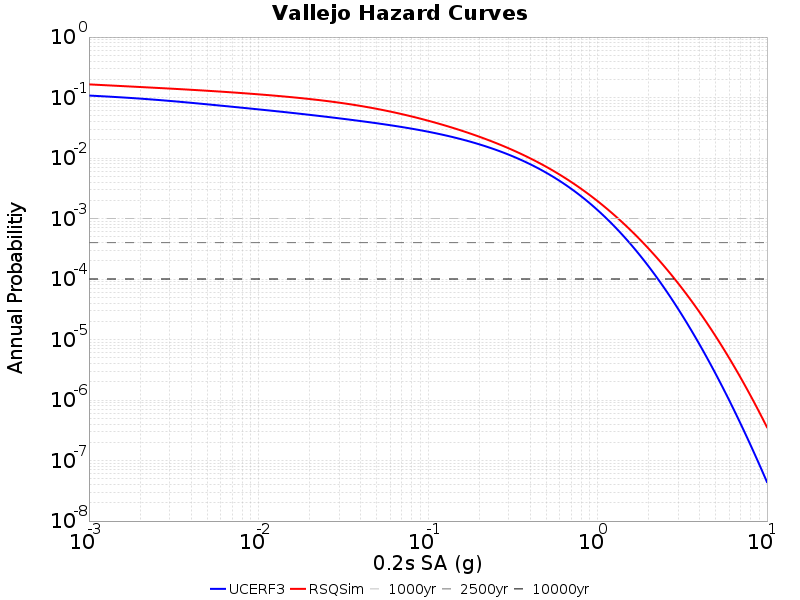 Vallejo Hazard Curves
Annual Probabilitiy
10^0
10^-1
10^-2
10^-3
10^-4
10^-5
10^-6
10^-7
10^-8
10^-3 10^-2 10^-1 10^0 10^1
0.2s SA (g)
UCERF3 RSQSim 1000yr 2500yr 10000yr